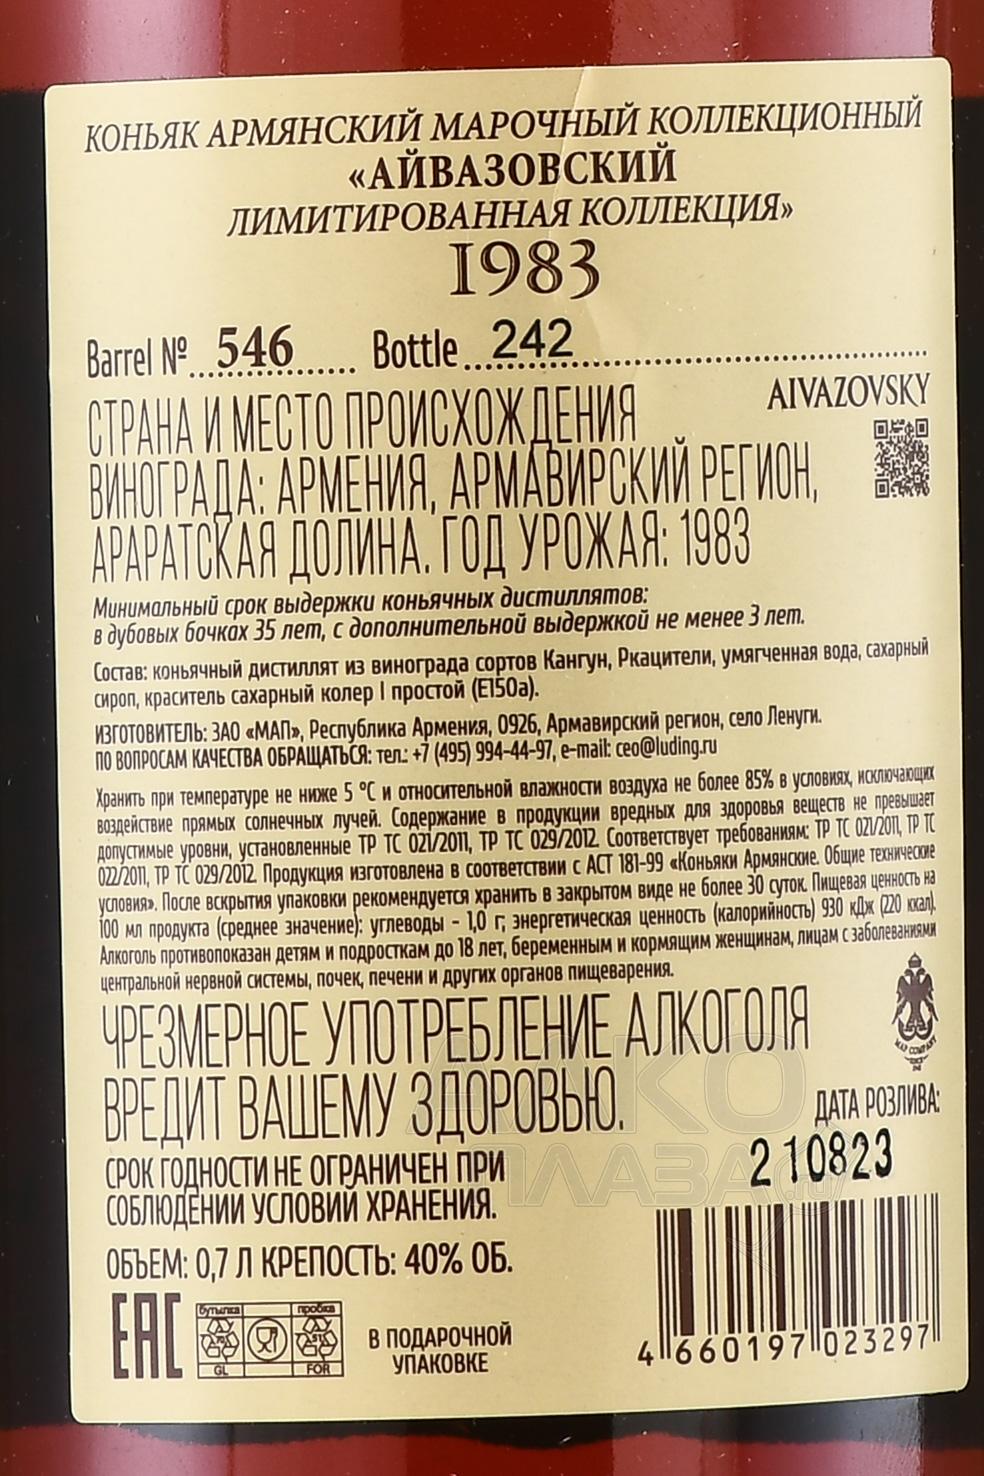 КОНЬЯК АРМЯНСКИЙ МАРОЧНЫЙ КОЛЛЕКЦИОННЫЙ
«АЙВАЗОВСКИЙ
ЛИМИТИРОВАННАЯ КОЛЛЕКЦИЯ»
1983
Barrel № 546 Bottle 242
AIVAZOVSKY
СТРАНА И МЕСТО ПРОИСХОЖДЕНИЯ
ВИНОГРАДА: АРМЕНИЯ, АРМАВИРСКИЙ РЕГИОН,
АРАРАТСКАЯ ДОЛИНА. ГОД УРОЖАЯ: 1983
Минимальный срок выдержки коньячных дистиллятов:
в дубовых бочках 35 лет, с дополнительной выдержкой не менее 3 лет.
Состав: коньячный дистиллят из винограда сортов Кангун, Ркацители, умягченная вода, сахарный
сироп, краситель сахарный колер I простой (Е150а).
ИЗГОТОВИТЕЛЬ: ЗАО «МАП», Республика Армения, 0926, Армавирский регион, село Ленуги.
ПО ВОПРОСАМ КАЧЕСТВА ОБРАЩАТЬСЯ: тел.: +7 (495) 994-44-97, e-mail: ceo@luding.ru
Хранить при температуре не ниже 5 °С и относительной влажности воздуха не более 85% в условиях, исключающих
воздействие прямых солнечных лучей. Содержание в продукции вредных для здоровья веществ не превышает
допустимые уровни, установленные ТР ТС 021/2011, ТР ТС 029/2012. Соответствует требованиям: ТР ТС 021/2011, ТР ТС
022/2011, ТР ТС 029/2012. Продукция изготовлена в соответствии с АСТ 181-99 «Коньяки Армянские. Общие технические
условия». После вскрытия упаковки рекомендуется хранить в закрытом виде не более 30 суток. Пищевая ценность на
100 мл продукта (среднее значение): углеводы - 1,0 г; энергетическая ценность (калорийность) 930 кДж (220 ккал).
Алкоголь противопоказан детям и подросткам до 18 лет, беременным и кормящим женщинам, лицам с заболеваниями
центральной нервной системы, почек, печени и других органов пищеварения.
MAP COMPANY
ЧРЕЗМЕРНОЕ УПОТРЕБЛЕНИЕ АЛКОГОЛЯ
ВРЕДИТ ВАШЕМУ ЗДОРОВЬЮ.
ДАТА РОЗЛИВА:
210823
СРОК ГОДНОСТИ НЕ ОГРАНИЧЕН ПРИ
СОБЛЮДЕНИИ УСЛОВИЙ ХРАНЕНИЯ.
ОБЪЕМ: 0,7 Л КРЕПОСТЬ: 40% ОБ.
EAC
бутылка пробка
70 51
GL FOR
В ПОДАРОЧНОЙ
УПАКОВКЕ
4 660197 023297
АЛКО
ПЛАЗА.ru